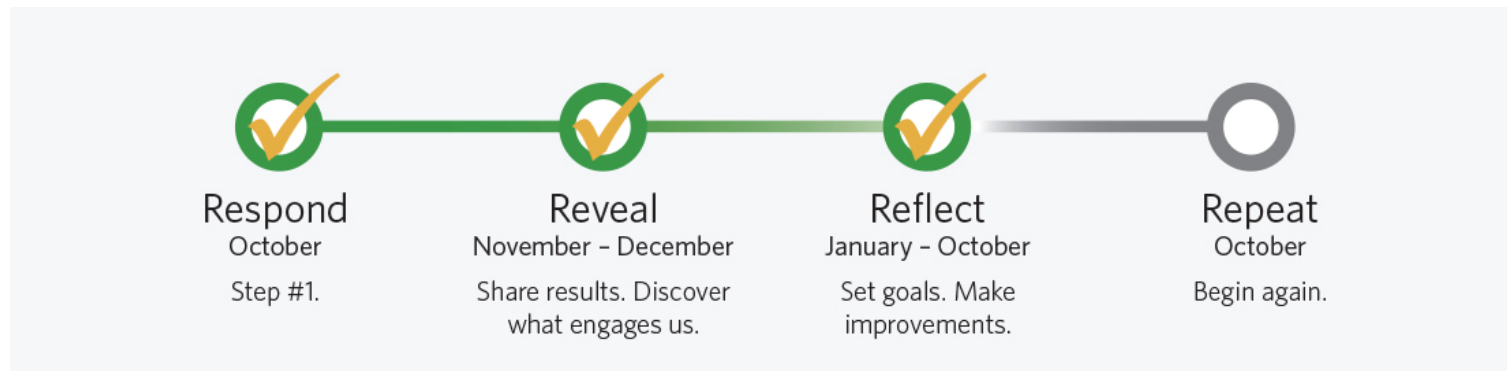 Respond
October
Step #1.
Reveal
November – December
Share results. Discover
what engages us.
Reflect
January – October
Set goals. Make
improvements.
Repeat
October
Begin again.